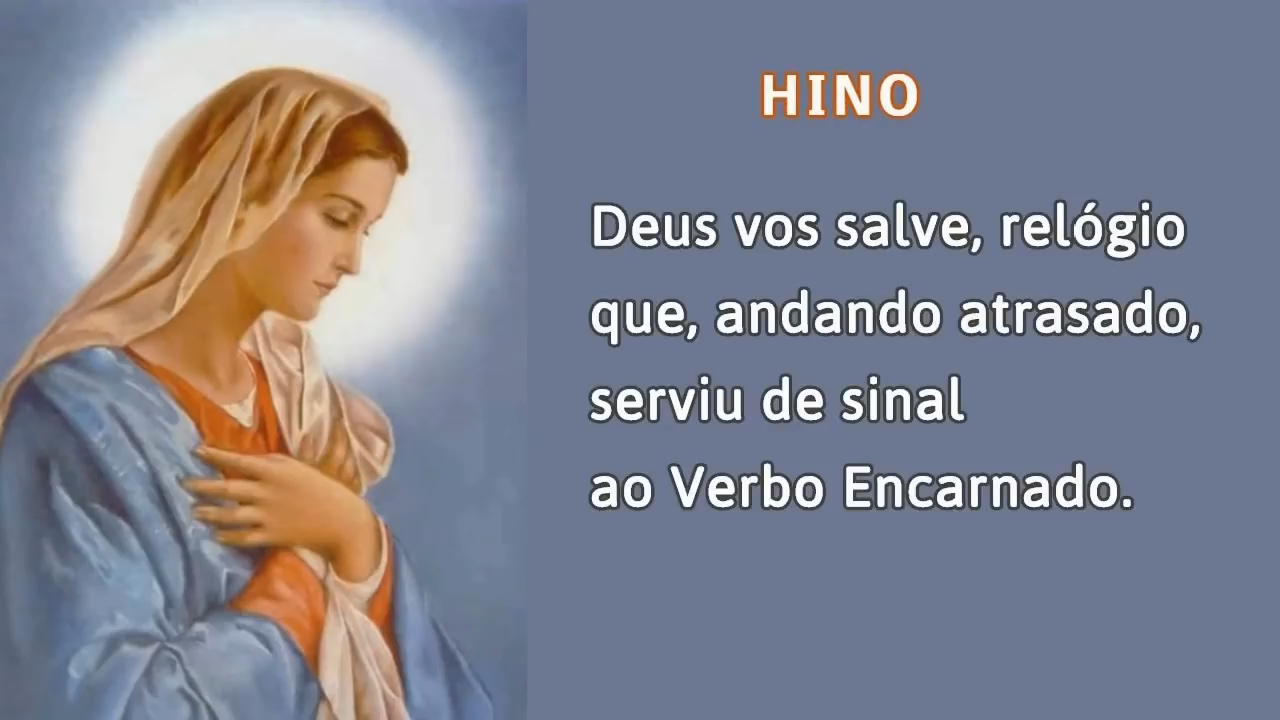 HINO
Deus vos salve, relógio
que, andando atrasado,
serviu de sinal
ao Verbo Encarnado.